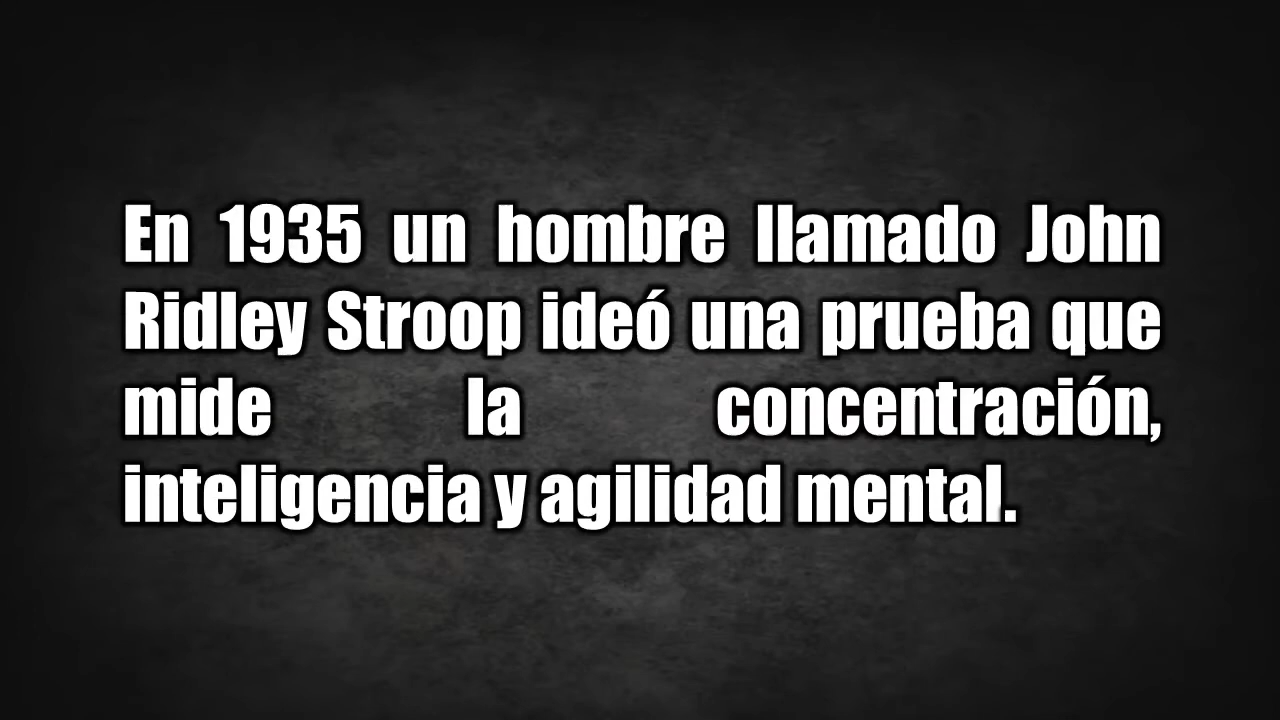 En 1935 un hombre llamado John
Ridley Stroop ideó una prueba que
mide la concentración,
inteligencia y agilidad mental.